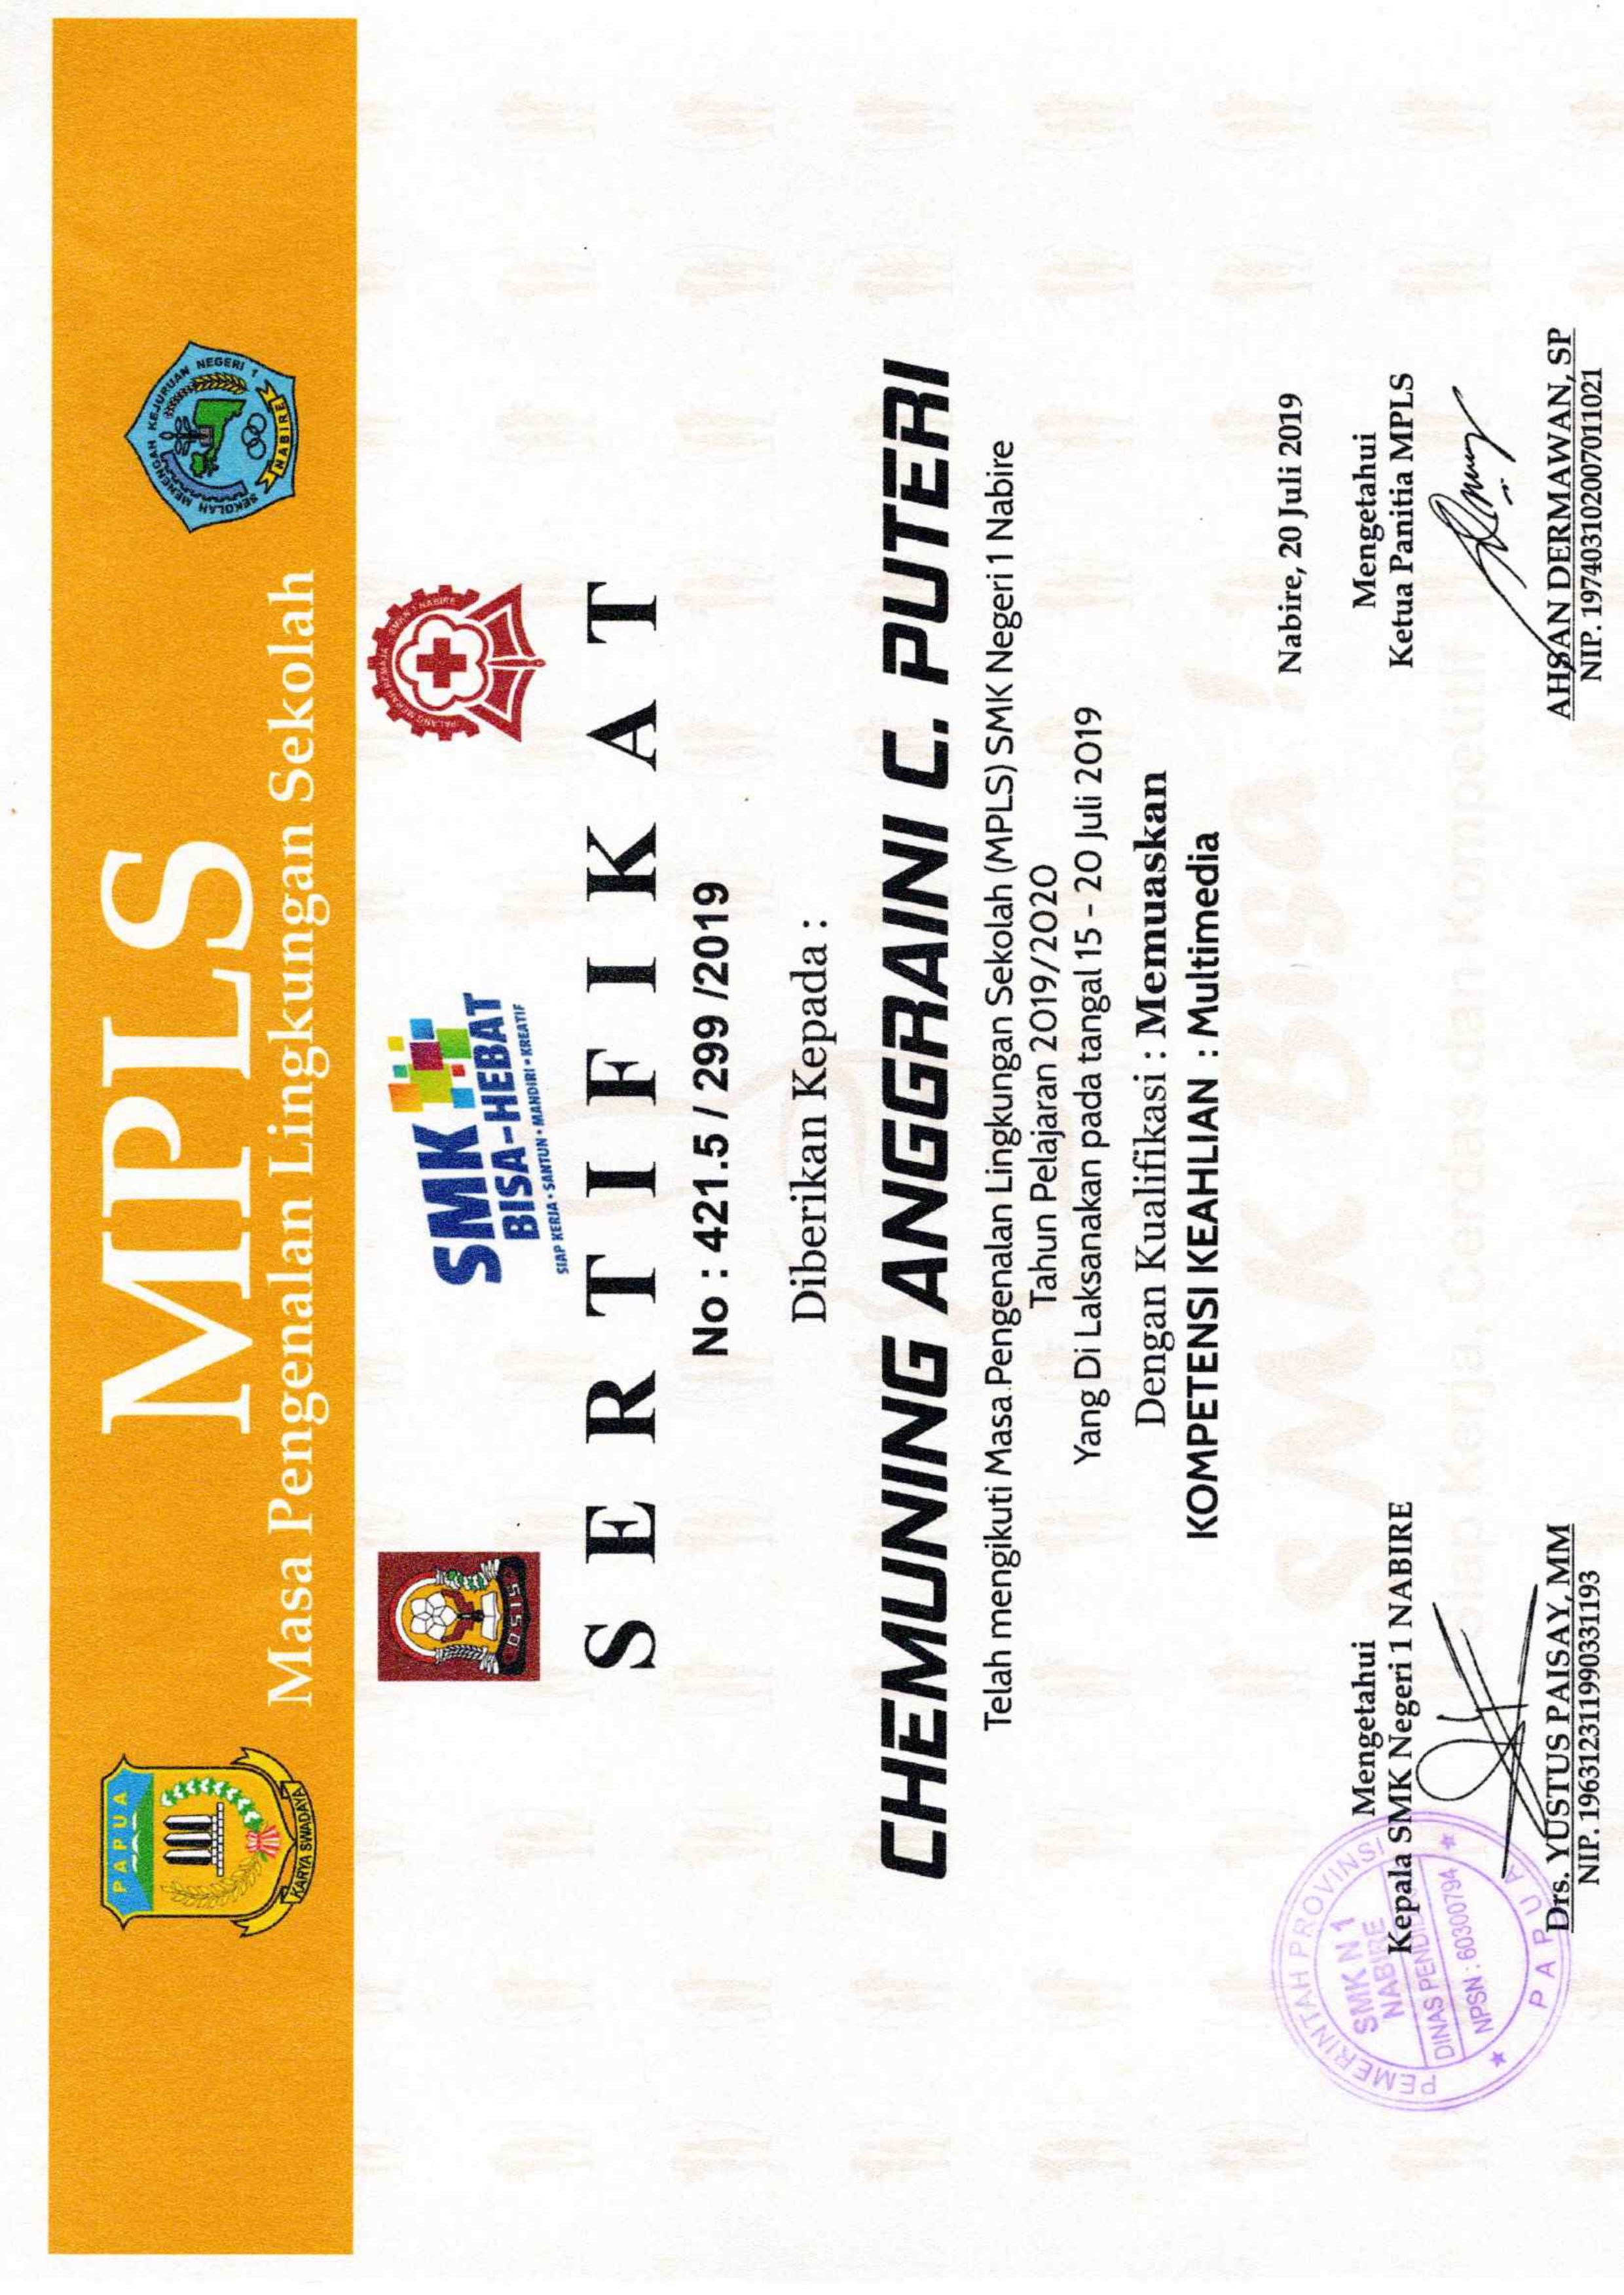 PAPUA
KARYA SWADAYA
MPLS
Masa Pengenalan Lingkungan Sekolah
SEKOLAH MENENGAH KEJURUAN NEGERI 1
NABIRE
OSIS
SMK
BISA-HEBAT
SIAP KERJA • SANTUN • MANDIRI • KREATIF
PALANG MERAH REMAJA - SMK N 1 NABIRE
SERTIFIKAT
No : 421.5 / 299 /2019
Diberikan Kepada :
CHEMUNING ANGGRAINI C. PUTERI
Telah mengikuti Masa Pengenalan Lingkungan Sekolah (MPLS) SMK Negeri 1 Nabire
Tahun Pelajaran 2019/2020
Yang Di Laksanakan pada tangal 15 - 20 Juli 2019
Dengan Kualifikasi : Memuaskan
KOMPETENSI KEAHLIAN : Multimedia
SMK Bisa !
Siap Kerja, Cerdas dan Kompetitif
Nabire, 20 Juli 2019
PEMERINTAH PROVINSI
SMK N 1
NABIRE
DINAS PENDIDIKAN
NPSN : 60300794
PAPUA
Mengetahui
Kepala SMK Negeri 1 NABIRE
Drs. YUSTUS PAISAY, MM
NIP. 196312311990331193
Mengetahui
Ketua Panitia MPLS
AHSAN DERMAWAN, SP
NIP. 197403102007011021